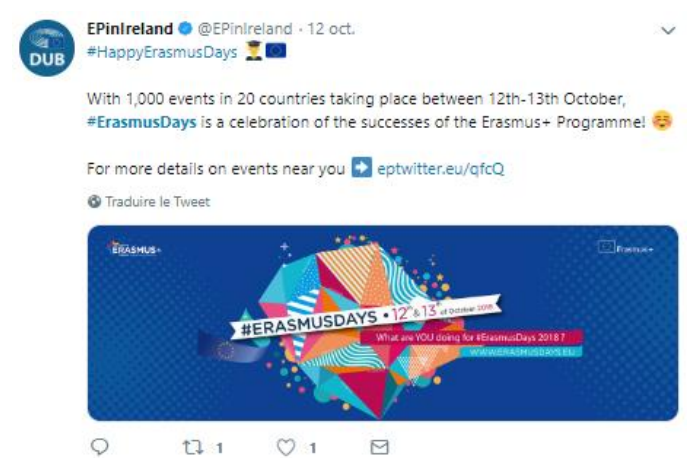 EPinIreland @EPinIreland · 12 oct.
DUB
#HappyErasmusDays
With 1,000 events in 20 countries taking place between 12th-13th October,
#ErasmusDays is a celebration of the successes of the Erasmus+ Programme!
For more details on events near you ➡ eptwitter.eu/qfcQ
Traduire le Tweet
ERASMUS+
Erasmus+
#ERASMUSDAYS • 12th & 13th of October 2018
What are YOU doing for #ErasmusDays 2018 ?
WWW.ERASMUSDAYS.EU
1 1